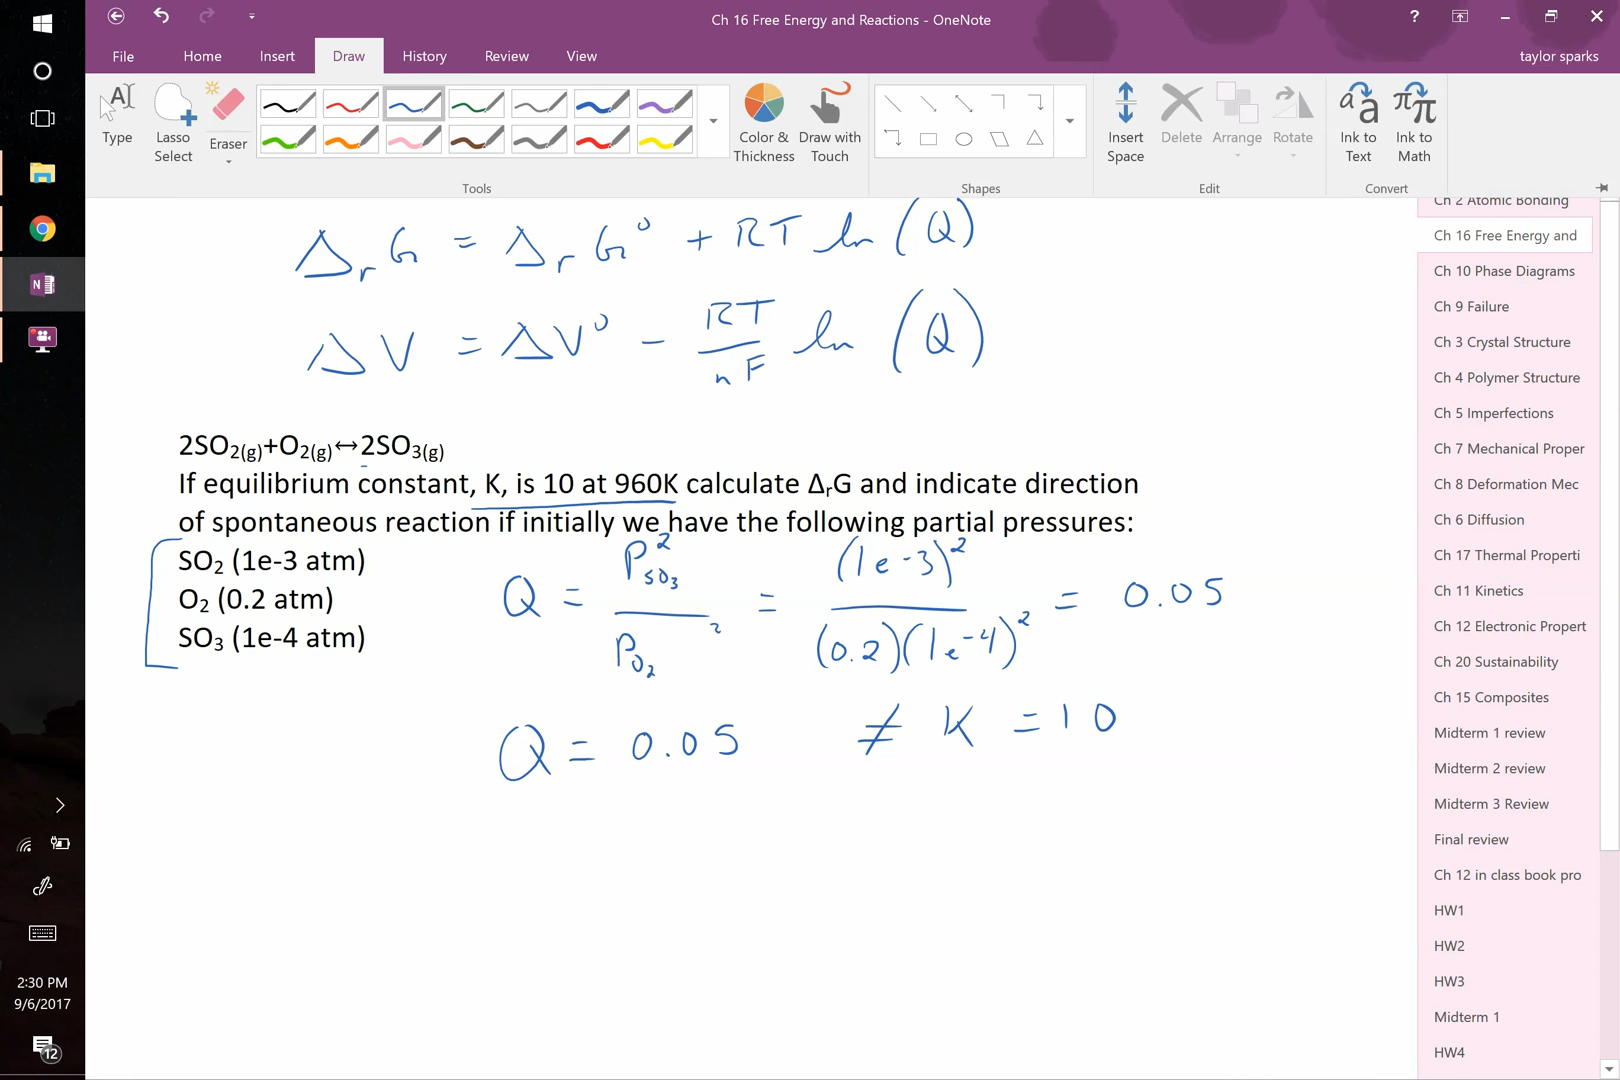 Ch 16 Free Energy and Reactions - OneNote
?
File Home Insert Draw History Review View
taylor sparks
Type
Lasso Select
Eraser
Color & Thickness
Draw with Touch
Insert Space
Delete
Arrange
Rotate
Ink to Text
Ink to Math
Tools
Shapes
Edit
Convert
ΔrG = ΔrG° + RT ln (Q)
ΔV = ΔV° - RT/nF ln (Q)
2SO2(g)+O2(g)↔2SO3(g)
If equilibrium constant, K, is 10 at 960K calculate ΔrG and indicate direction
of spontaneous reaction if initially we have the following partial pressures:
SO2 (1e-3 atm)
O2 (0.2 atm)
SO3 (1e-4 atm)
Q = P²SO3 / PO2 ² = (1e-3)² / (0.2)(1e-4)² = 0.05
Q = 0.05 ≠ K = 10
Ch 2 Atomic Bonding
Ch 16 Free Energy and
Ch 10 Phase Diagrams
Ch 9 Failure
Ch 3 Crystal Structure
Ch 4 Polymer Structure
Ch 5 Imperfections
Ch 7 Mechanical Proper
Ch 8 Deformation Mec
Ch 6 Diffusion
Ch 17 Thermal Properti
Ch 11 Kinetics
Ch 12 Electronic Propert
Ch 20 Sustainability
Ch 15 Composites
Midterm 1 review
Midterm 2 review
Midterm 3 Review
Final review
Ch 12 in class book pro
HW1
HW2
HW3
Midterm 1
HW4
2:30 PM
9/6/2017
12